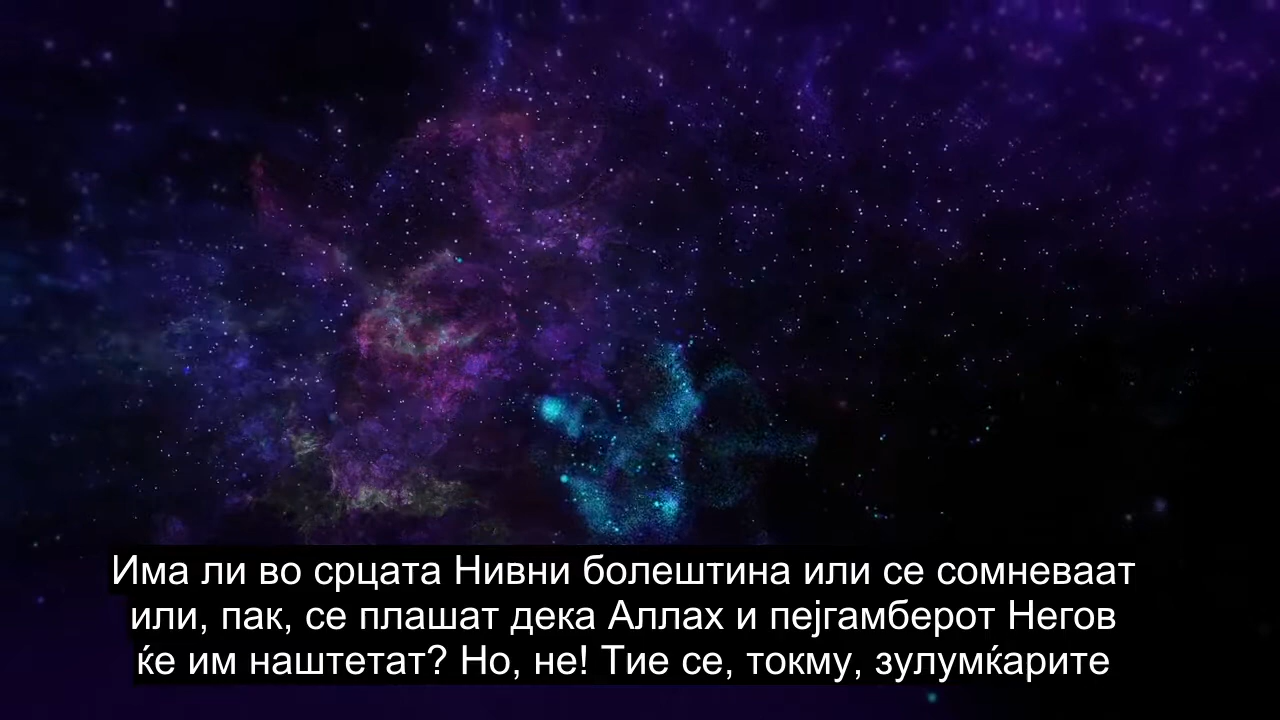 Има ли во срцата Нивни болештина или се сомневаат
или, пак, се плашат дека Аллах и пејгамберот Негов
ќе им наштетат? Но, не! Тие се, токму, зулумќарите